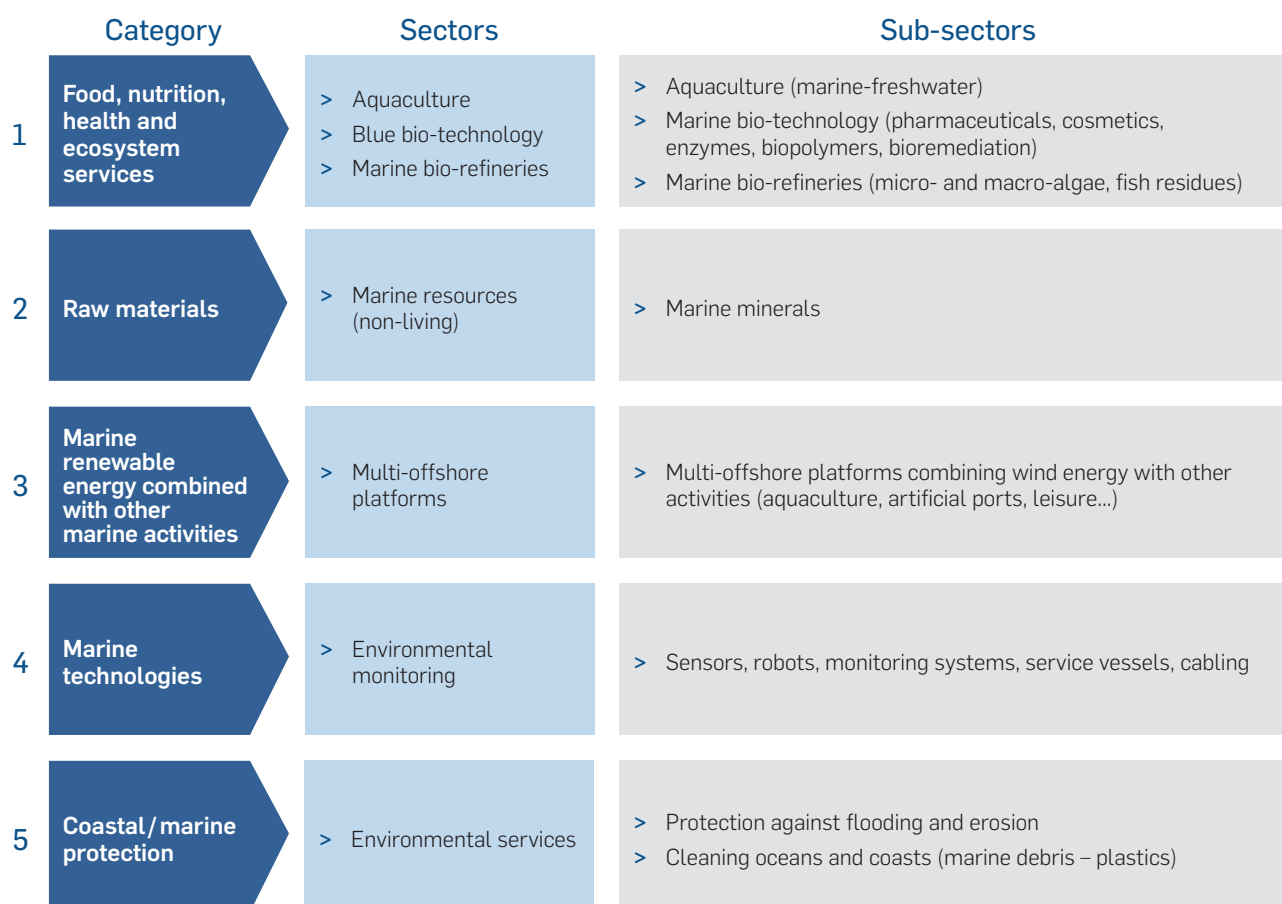 Category Sectors Sub-sectors
1
Food, nutrition,
health and
ecosystem
services
> Aquaculture
> Blue bio-technology
> Marine bio-refineries
> Aquaculture (marine-freshwater)
> Marine bio-technology (pharmaceuticals, cosmetics,
enzymes, biopolymers, bioremediation)
> Marine bio-refineries (micro- and macro-algae, fish residues)
2
Raw materials
> Marine resources
(non-living)
> Marine minerals
3
Marine
renewable
energy combined
with other
marine activities
> Multi-offshore
platforms
> Multi-offshore platforms combining wind energy with other
activities (aquaculture, artificial ports, leisure...)
4
Marine
technologies
> Environmental
monitoring
> Sensors, robots, monitoring systems, service vessels, cabling
5
Coastal/marine
protection
> Environmental services
> Protection against flooding and erosion
> Cleaning oceans and coasts (marine debris – plastics)